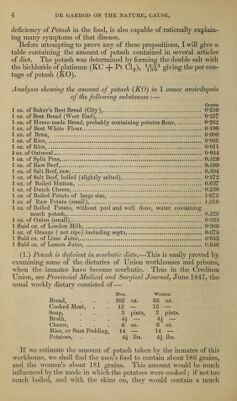 4 DR GARROD ON THE NATURE, CAUSE,
deficiency of Potash in the food, is also capable of rationally explain-
ing many symptoms of that disease.
Before attempting to prove any of these propositions, I will give a
table containing the amount of potash contained in several articles
of diet. The potash was determined by forming the double salt with
the bichloride of platinum (KC + Pt Cl
giving the per cen-
tage of potash (KO).
Analyses showing the amount of potash (KO) in 1 ounce avoirdupois
of the following substances :—
Grains.
1 oz. of Baker's Best Bread (City), 0·259
1 oz. of Best Bread (West End), 0·257
1 oz. of Home-made Bread, probably containing potatoe flour, 0·262
1 oz. of Best White Flour, 0·100
1 oz. of Bran, 0·609
1 oz. of Rice, 0·005
1 oz. of Rice, 0·011
1 oz. of Oatmeal,
1 oz. of Split Peas, 0·529
1 oz. of Raw Beef, 0·599
1 oz. of Salt Beef, raw, 0·394
1 oz. of Salt Beef, boiled (slightly salted), 0·572
1 oz. of Boiled Mutton, 0·637
1 oz. of Dutch Cheese, 0·230
1 oz. of Boiled Potato of large size,
1 oz. of Raw Potato (small),
1 oz. of Boiled Potato, without peel and well done, water containing
much potash, 0·529
1 oz. of Onion (small), 0·333
1 fluid oz. of London Milk, 0·309
1 oz. of Orange ( not ripe) including septa, 0·675
1 fluid oz. of Lime Juice, 0·852
1 fluid oz. of Lemon Juice, 0·846
(1.) Potash is deficient in scorbutic diets.—This is easily proved by
examining some of the dietaries of Union workhouses and prisons,
when the inmates have become scorbutic. Thus in the Crediton
Union, see Provincial Medical and Surgical Journal, June 1847, the
usual weekly dietary consisted of —
Men. Women.
Bread, 102 oz. 85 oz.
Cooked Meat, 12 — 12 —
Soup, 3 pints, 3 pints.
Broth, 4½ — 4½ —
Cheese, 8 oz. 8 oz.
Rice, or Suet Pudding, 14 — 14 —
Potatoes, 4½ lbs. 4½ lbs.
If we estimate the amount of potash taken by the inmates of this
workhouse, we shall find the men's food to contain about 186 grains,
and the women's about 181 grains. This amount would be much
influenced by the mode in which the potatoes were cooked; if not too
much boiled, and with the skins on, they would contain a much